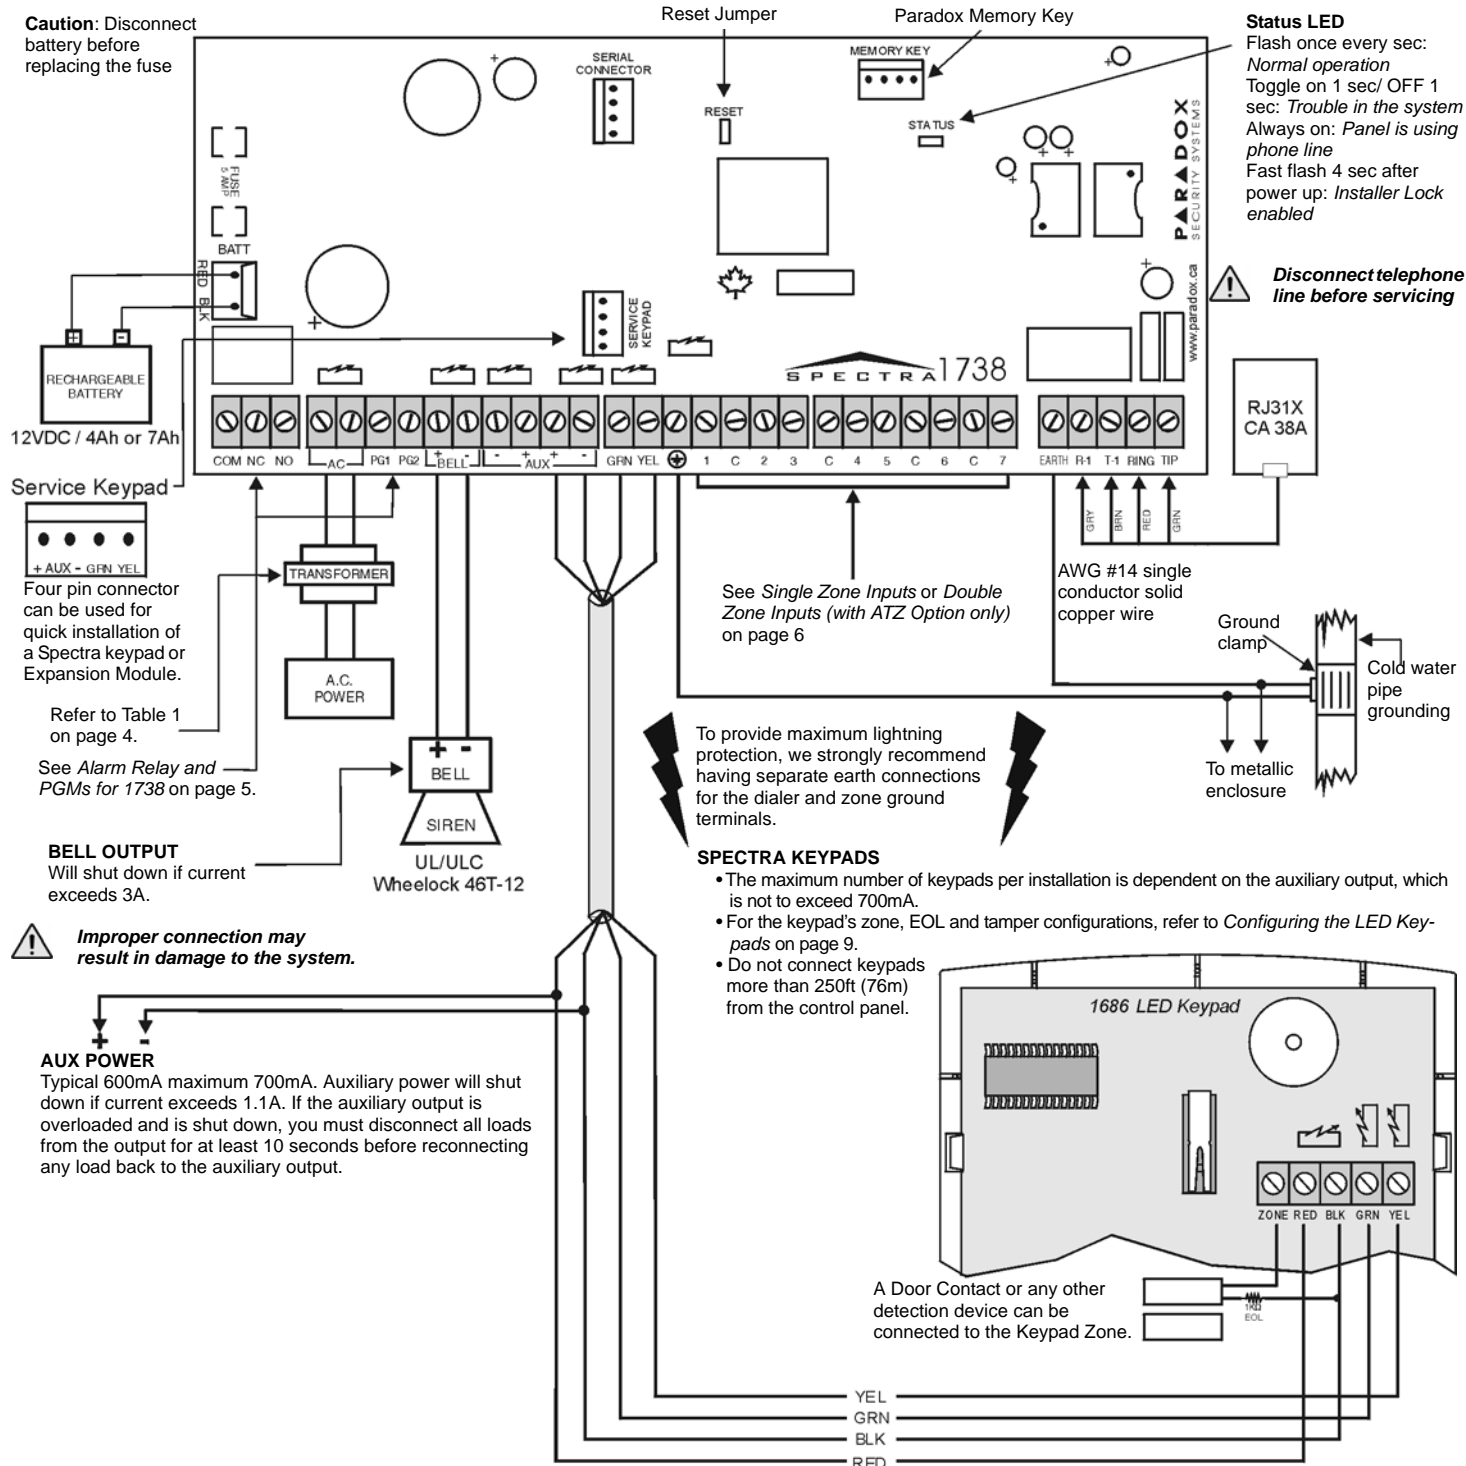 Caution: Disconnect
battery before
replacing the fuse
Reset Jumper
Paradox Memory Key
Status LED
Flash once every sec:
Normal operation
Toggle on 1 sec/ OFF 1
sec: Trouble in the system
Always on: Panel is using
phone line
Fast flash 4 sec after
power up: Installer Lock
enabled
SERIAL
CONNECTOR
MEMORY KEY
RESET
STATUS
PARADOX
SECURITY SYSTEMS
www.paradox.ca
FUSE
5 AMP
BATT
RED BLK
+ -
RECHARGEABLE
BATTERY
12VDC / 4Ah or 7Ah
SERVICE
KEYPAD
SPECTRA 1738
Disconnect telephone
line before servicing
RJ31X
CA 38A
COM NC NO AC PG1 PG2 + BELL - - + AUX + - GRN YEL 1 C 2 3 C 4 5 C 6 C 7 EARTH R-1 T-1 RING TIP
GRY BRN RED GRN
Service Keypad
+ AUX - GRN YEL
Four pin connector
can be used for
quick installation of
a Spectra keypad or
Expansion Module.
TRANSFORMER
A.C.
POWER
Refer to Table 1
on page 4.
See Alarm Relay and
PGMs for 1738 on page 5.
+ -
BELL
SIREN
UL/ULC
Wheelock 46T-12
BELL OUTPUT
Will shut down if current
exceeds 3A.
See Single Zone Inputs or Double
Zone Inputs (with ATZ Option only)
on page 6
AWG #14 single
conductor solid
copper wire
Ground
clamp
Cold water
pipe
grounding
To metallic
enclosure
To provide maximum lightning
protection, we strongly recommend
having separate earth connections
for the dialer and zone ground
terminals.
SPECTRA KEYPADS
• The maximum number of keypads per installation is dependent on the auxiliary output, which
is not to exceed 700mA.
• For the keypad's zone, EOL and tamper configurations, refer to Configuring the LED Key-
pads on page 9.
• Do not connect keypads
more than 250ft (76m)
from the control panel.
Improper connection may
result in damage to the system.
+ -
AUX POWER
Typical 600mA maximum 700mA. Auxiliary power will shut
down if current exceeds 1.1A. If the auxiliary output is
overloaded and is shut down, you must disconnect all loads
from the output for at least 10 seconds before reconnecting
any load back to the auxiliary output.
1686 LED Keypad
ZONE RED BLK GRN YEL
A Door Contact or any other
detection device can be
connected to the Keypad Zone.
1KΩ
EOL
YEL
GRN
BLK
RED